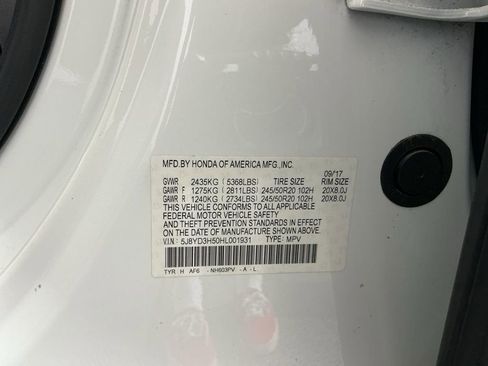 MFD.BY HONDA OF AMERICA MFG.,INC.
09/17
GVWR 2435KG ( 5368LBS) TIRE SIZE RIM SIZE
GAWR F 1275KG ( 2811LBS) 245/50R20 102H 20X8.0J
GAWR R 1240KG ( 2734LBS) 245/50R20 102H 20X8.0J
THIS VEHICLE CONFORMS TO ALL APPLICABLE
FEDERAL MOTOR VEHICLE SAFETY
AND THEFT PREVENTION STANDARDS IN EFFECT
ON THE DATE OF MANUFACTURE SHOWN ABOVE.
V.I.N: 5J8YD3H50HL001931 TYPE: MPV
TYR H AF6 -NH603PV -A -L